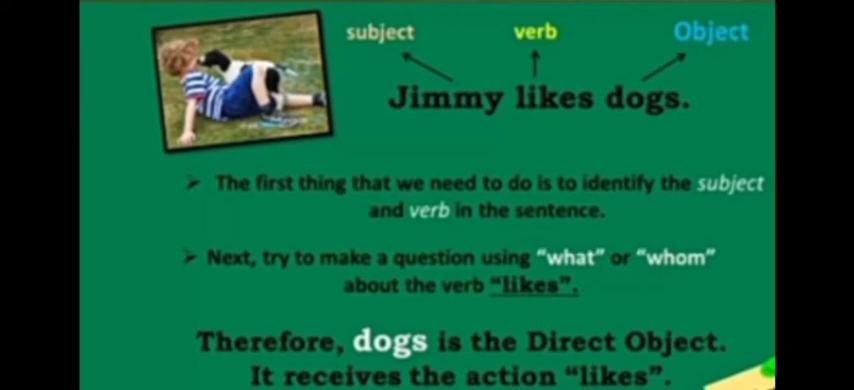 subject verb Object
Jimmy likes dogs.
➢ The first thing that we need to do is to identify the subject
and verb in the sentence.
➢ Next, try to make a question using “what” or “whom”
about the verb “likes”.
Therefore, dogs is the Direct Object.
It receives the action “likes”.